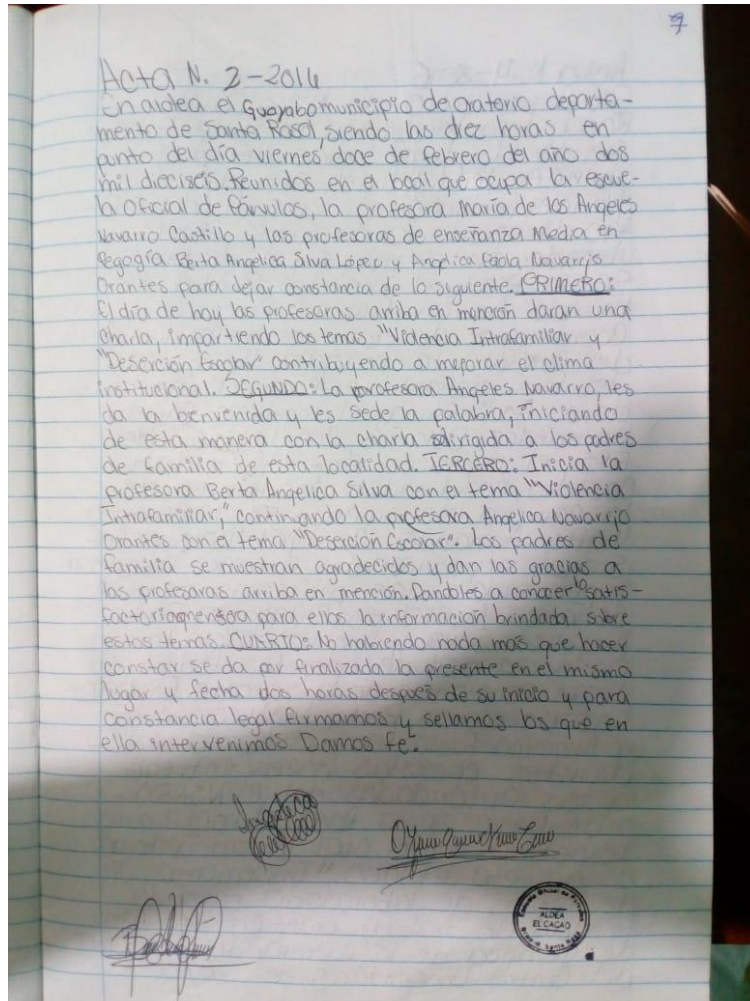 Acta N. 2-2016
En aldea el Guayabo municipio de oratorio departa-
mento de Santa Rosa, siendo las diez horas en
punto del día viernes, doce de febrero del año dos
mil dieciseis. Reunidos en el local que ocupa la escue-
la Oficial de Párvulos, la profesora María de los Angeles
Navarro Castillo y las profesoras de enseñanza Media en
Pegogía Berta Angelica Silva López y Angelica Paola Navarijo
Orantes para dejar constancia de lo siguiente. PRIMERO:
El día de hoy las profesoras arriba en mención daran una
charla, impartiendo los temas "Violencia Intrafamiliar y
"Deserción Escolar" contribuyendo a mejorar el clima
institucional. SEGUNDO: La profesora Angeles Navarro, les
da la benvenida y les sede la palabra, iniciando
de esta manera con la charla dirigida a los padres
de familia de esta localidad. TERCERO: Inicia la
profesora Berta Angelica Silva con el tema "Violencia
Intrafamiliar," continuando la profesora Angelica Navarrijo
Orantes con el tema "Deserción Escolar". Los padres de
familia se muestran agradecidos y dan las gracias a
las profesoras arriba en mención. Dandoles a conocer lo satis-
para ellos la información brindada sobre
estos temas. CUARTO: No habiendo nada mas que hacer
constar se da por finalizada la presente en el mismo
lugar y fecha dos horas después de su inicio y para
constancia legal firmamos y sellamos los que en
ella intervenimos Damos fe.
Angelica
ALDEA
EL CACAO